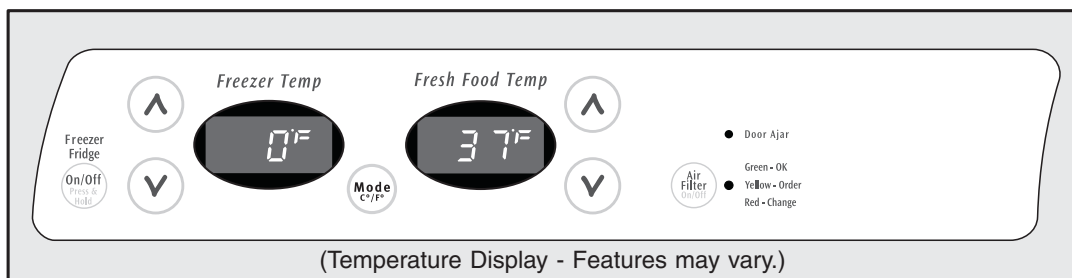 Freezer Temp
Fresh Food Temp
Freezer
Fridge
On/Off
Press &
Hold
0°F
37°F
Mode
C°/F°
Air
Filter
On/Off
Door Ajar
Green - OK
Yellow - Order
Red - Change
(Temperature Display - Features may vary.)